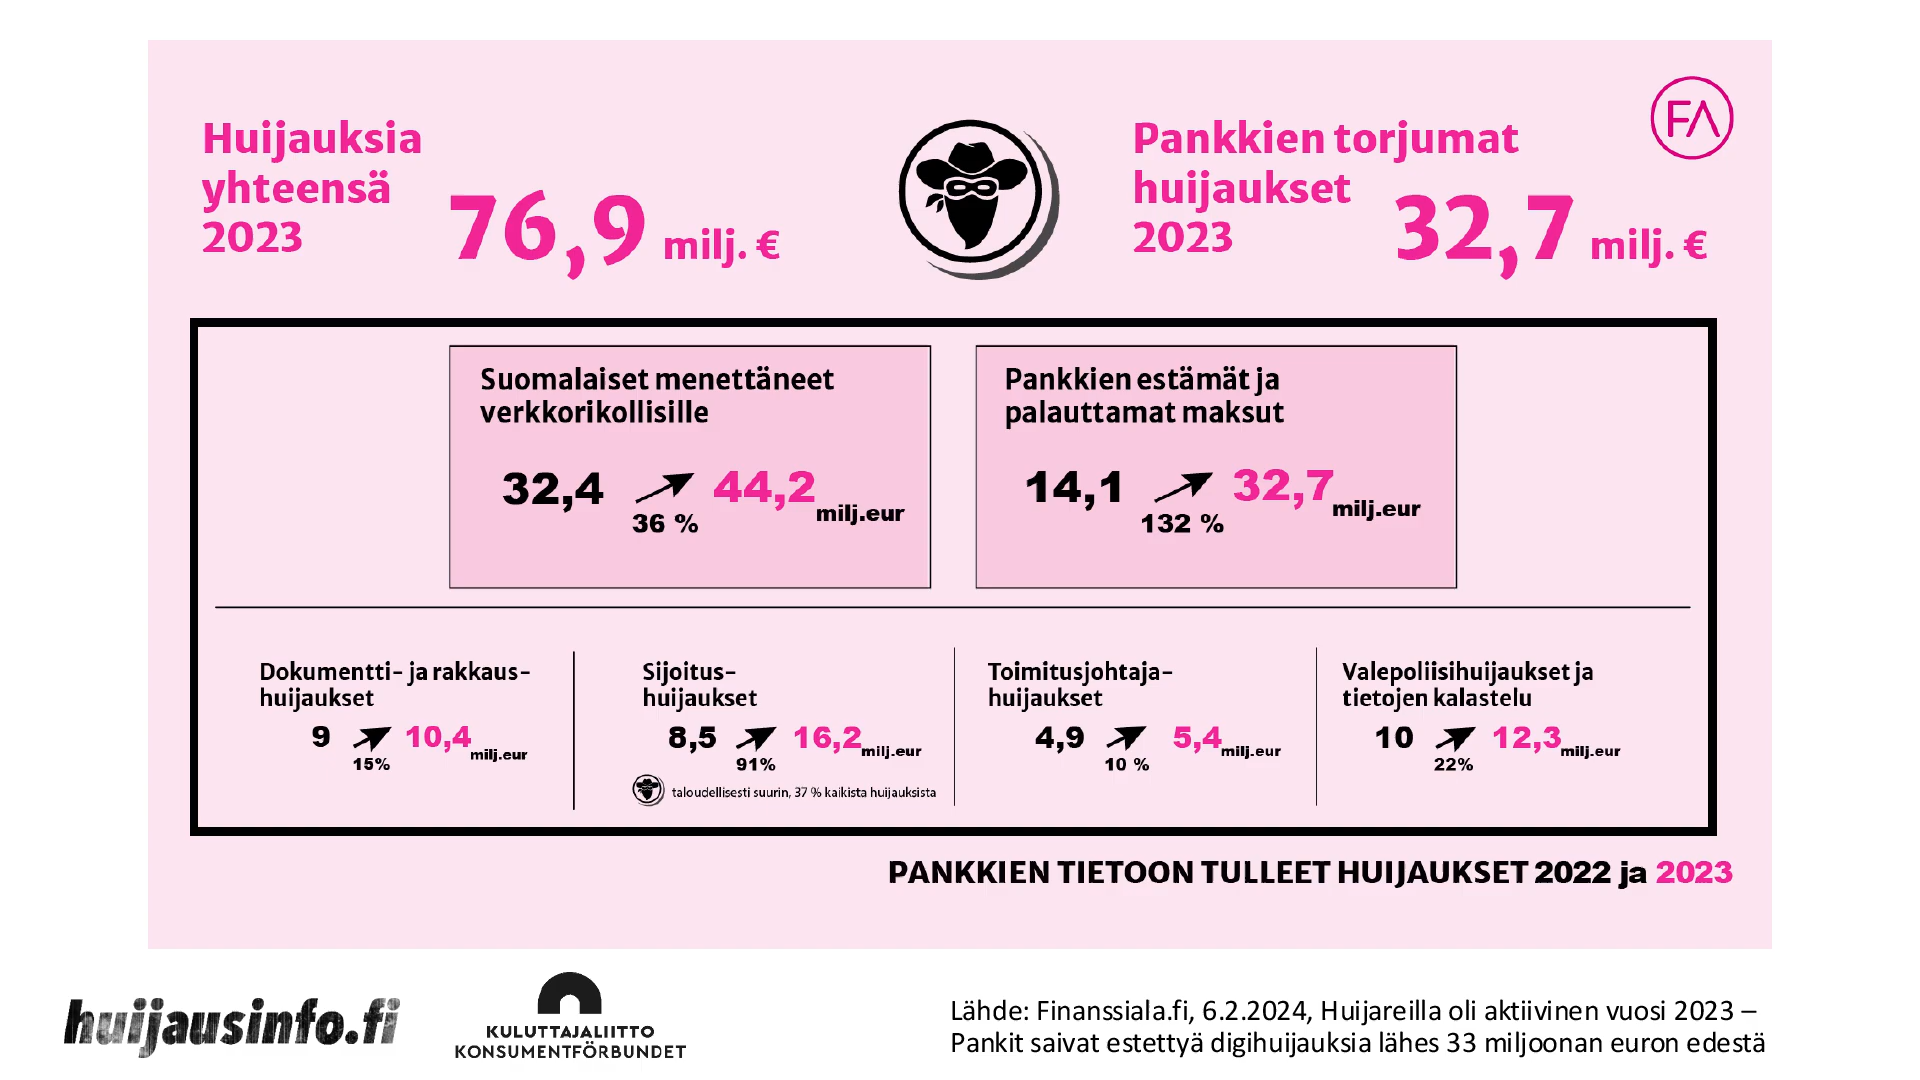 Huijauksia
yhteensä
2023
76,9 milj. €
Pankkien torjumat
huijaukset
2023
32,7 milj. €
FA
Suomalaiset menettäneet
verkkorikollisille
32,4
36 %
44,2 milj.eur
Pankkien estämät ja
palauttamat maksut
14,1
132 %
32,7 milj.eur
Dokumentti- ja rakkaus-
huijaukset
9
15%
10,4 milj.eur
Sijoitus-
huijaukset
8,5
91%
16,2 milj.eur
taloudellisesti suurin, 37 % kaikista huijauksista
Toimitusjohtaja-
huijaukset
4,9
10 %
5,4 milj.eur
Valepoliisihuijaukset ja
tietojen kalastelu
10
22%
12,3 milj.eur
PANKKIEN TIETOON TULLEET HUIJAUKSET 2022 ja 2023
huijausinfo.fi
KULUTTAJALIITTO
KONSUMENTFÖRBUNDET
Lähde: Finanssiala.fi, 6.2.2024, Huijareilla oli aktiivinen vuosi 2023 –
Pankit saivat estettyä digihuijauksia lähes 33 miljoonan euron edestä